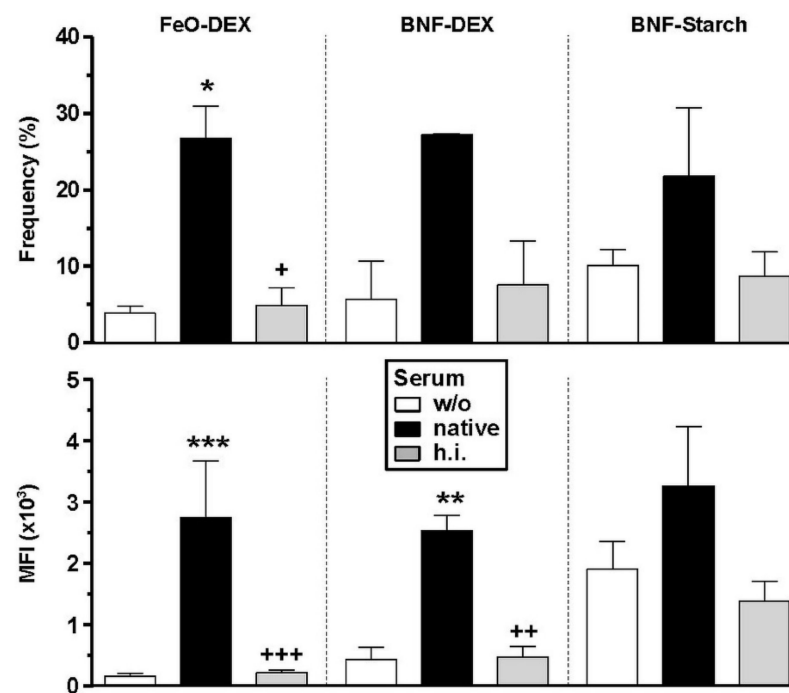 FeO-DEX BNF-DEX BNF-Starch
Frequency (%)
40
30
20
10
0
*
+
MFI (x10³)
5
4
3
2
1
0
***
+++
**
++
Serum
w/o
native
h.i.